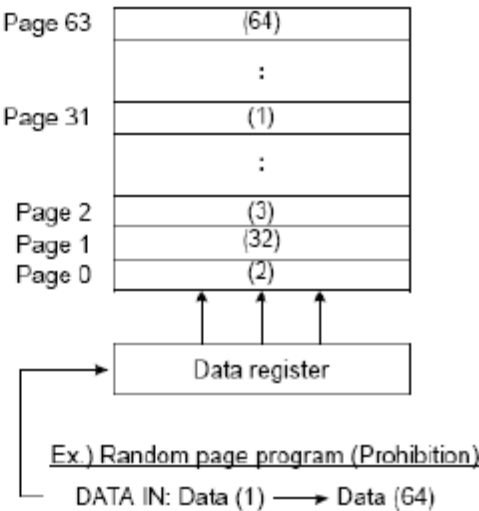 Page 63 (64)
:
Page 31 (1)
:
Page 2 (3)
Page 1 (32)
Page 0 (2)
Data register
Ex.) Random page program (Prohibition)
DATA IN: Data (1) → Data (64)